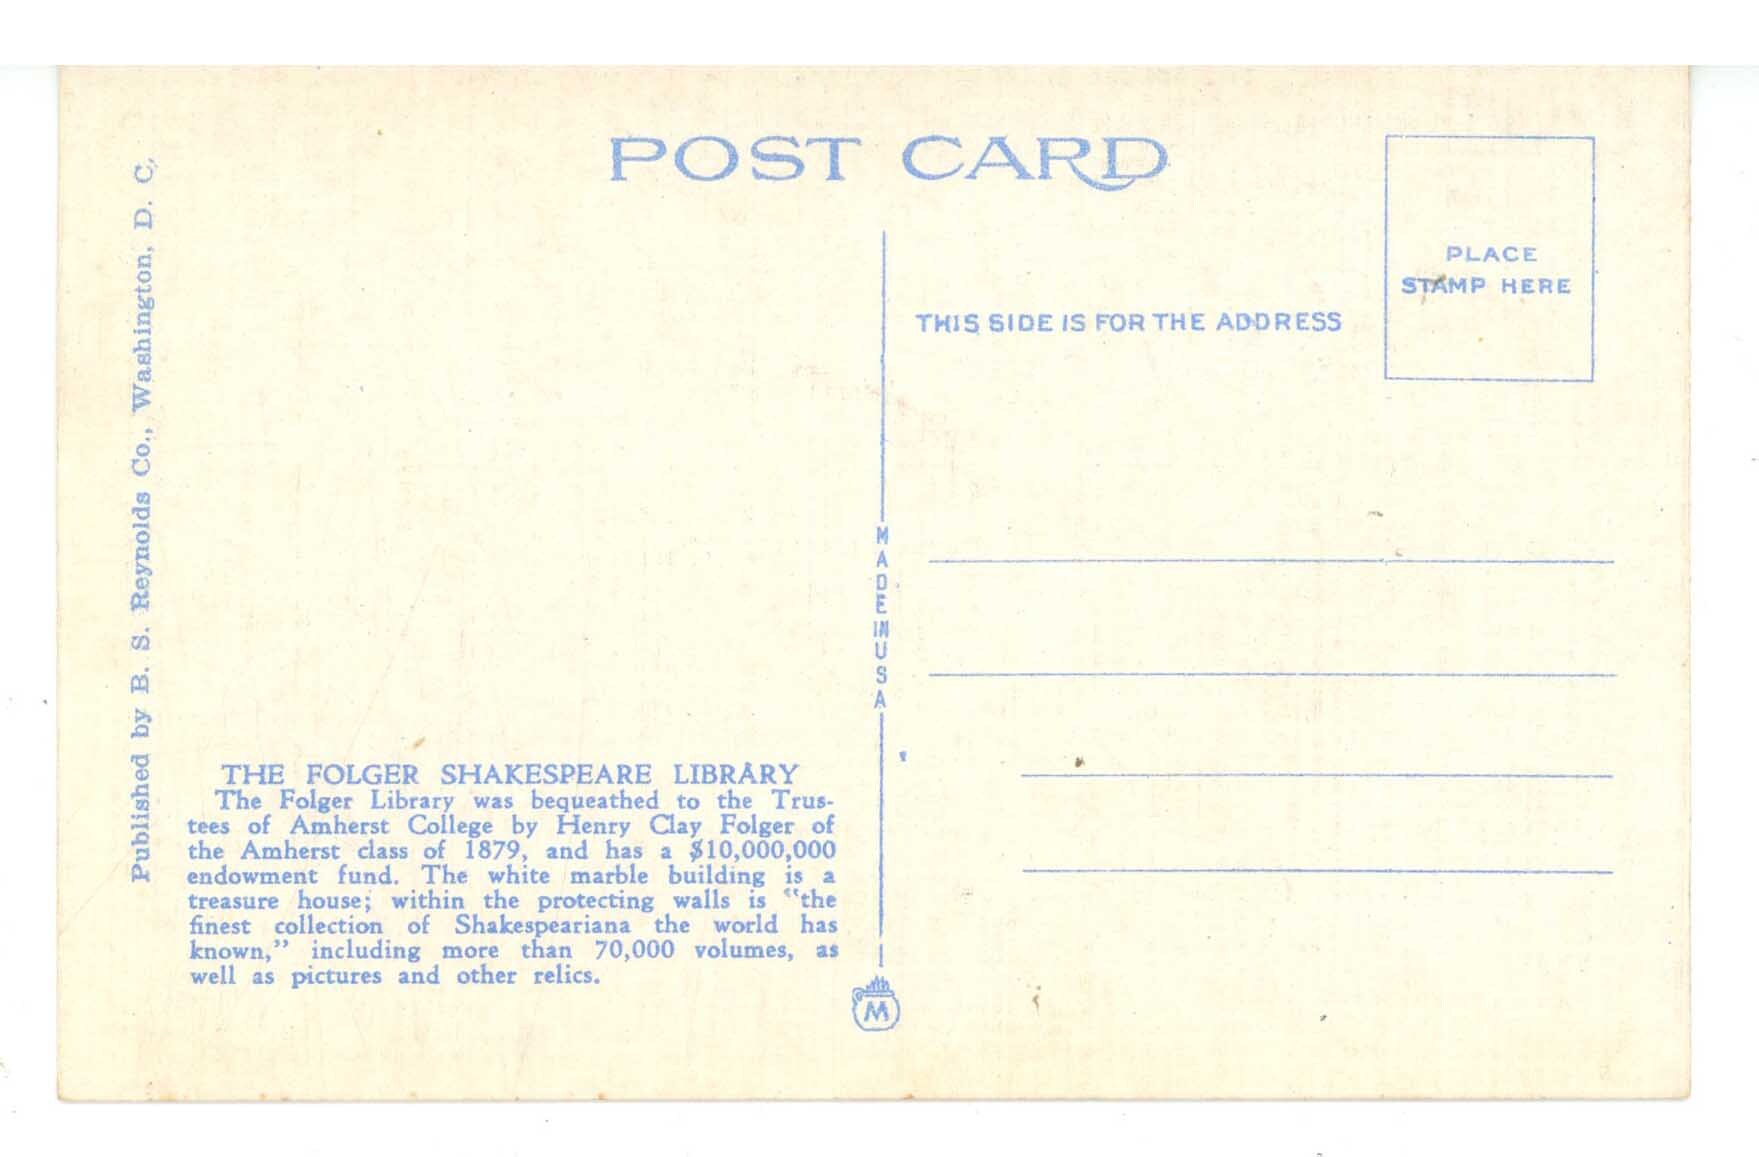 POST CARD
PLACE
STAMP HERE
THIS SIDE IS FOR THE ADDRESS
Published by B. S. Reynolds Co., Washington, D. C,
MADE IN USA
THE FOLGER SHAKESPEARE LIBRARY
The Folger Library was bequeathed to the Trus-
tees of Amherst College by Henry Clay Folger of
the Amherst class of 1879, and has a $10,000,000
endowment fund. The white marble building is a
treasure house; within the protecting walls is "the
finest collection of Shakespeariana the world has
known," including more than 70,000 volumes, as
well as pictures and other relics.
M